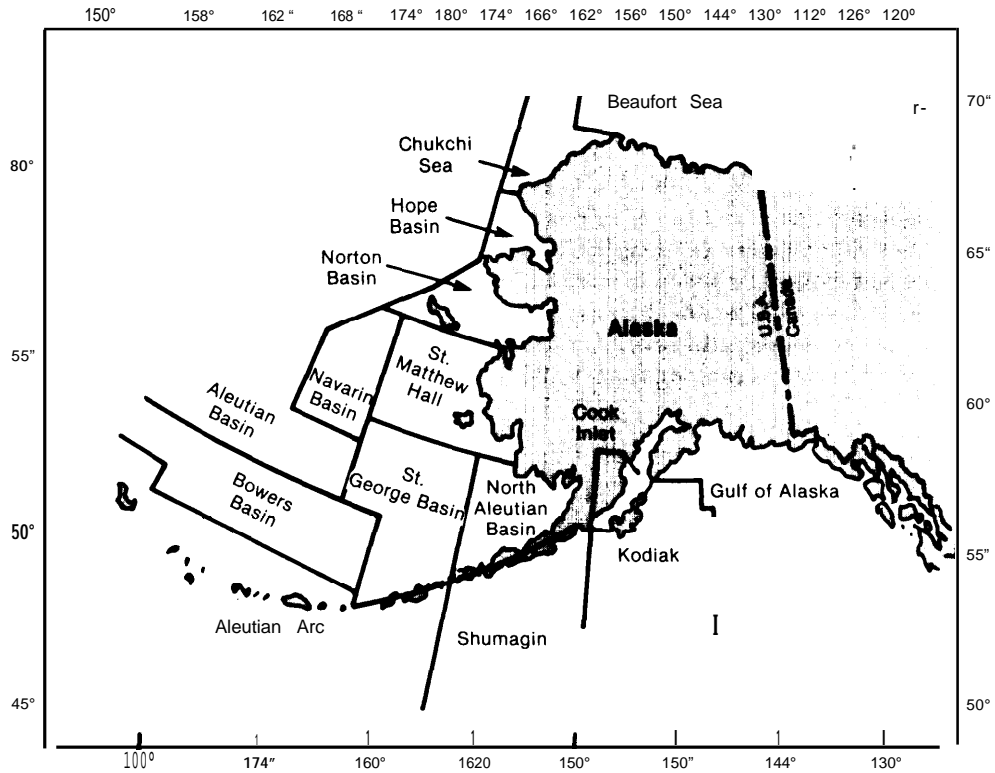 150° 158° 162 “ 168 “ 174° 180° 174° 166° 162° 156° 150° 144° 130° 112° 126° 120°
Beaufort Sea
r-
70“
80°
Chukchi
Sea
Hope
Basin
65“
Norton
Basin
U.S.A.
Canada
Alaska
55”
St.
Matthew
Hall
Navarin
Basin
Aleutian
Basin
60°
Cook
Inlet
St.
George Basin
Bowers
Basin
North
Aleutian
Basin
Gulf of Alaska
50°
Kodiak
55“
Aleutian Arc
Shumagin
I
45°
50°
100° 174“ 160° 1620 150“ 150” 144° 130°